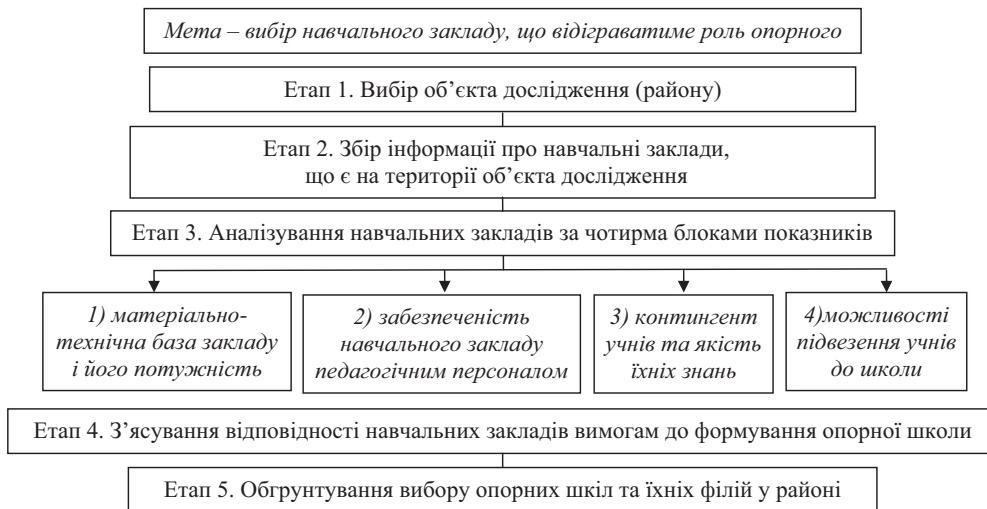 Мета – вибір навчального закладу, що відіграватиме роль опорного
Етап 1. Вибір об’єкта дослідження (району)
Етап 2. Збір інформації про навчальні заклади,
що є на території об’єкта дослідження
Етап 3. Аналізування навчальних закладів за чотирма блоками показників
1) матеріально-
технічна база закладу
і його потужність
2) забезпеченість
навчального закладу
педагогічним персоналом
3) контингент
учнів та якість
їхніх знань
4)можливості
підвезення учнів
до школи
Етап 4. З’ясування відповідності навчальних закладів вимогам до формування опорної школи
Етап 5. Обгрунтування вибору опорних шкіл та їхніх філій у районі